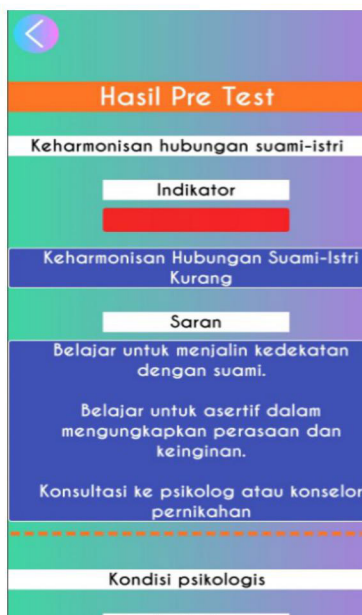 Hasil Pre Test
Keharmonisan hubungan suami-istri
Indikator
Keharmonisan Hubungan Suami-Istri
Kurang
Saran
Belajar untuk menjalin kedekatan
dengan suami.
Belajar untuk asertif dalam
mengungkapkan perasaan dan
keinginan.
Konsultasi ke psikolog atau konselor
pernikahan
Kondisi psikologis